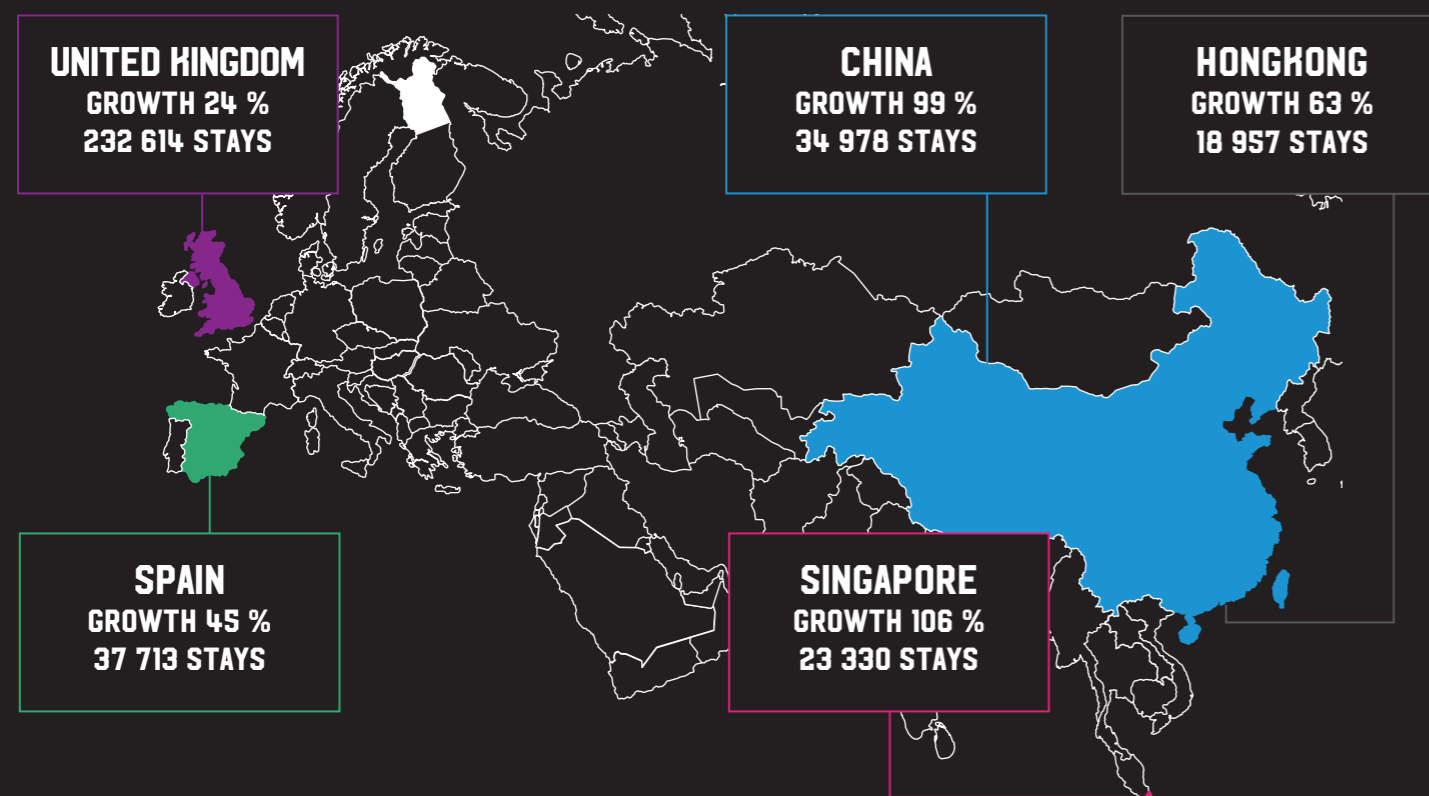 UNITED KINGDOM
GROWTH 24 %
232 614 STAYS
CHINA
GROWTH 99 %
34 978 STAYS
HONGKONG
GROWTH 63 %
18 957 STAYS
SPAIN
GROWTH 45 %
37 713 STAYS
SINGAPORE
GROWTH 106 %
23 330 STAYS